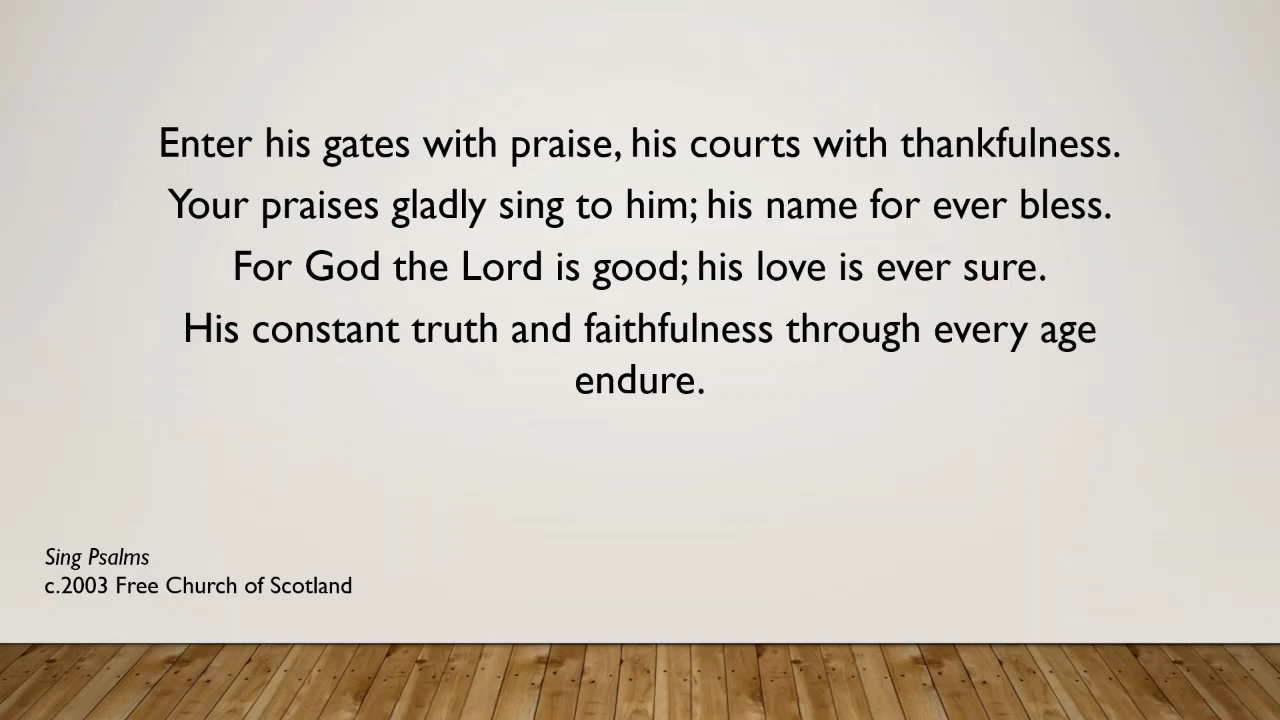 Enter his gates with praise, his courts with thankfulness.
Your praises gladly sing to him; his name for ever bless.
For God the Lord is good; his love is ever sure.
His constant truth and faithfulness through every age
endure.
Sing Psalms
c.2003 Free Church of Scotland